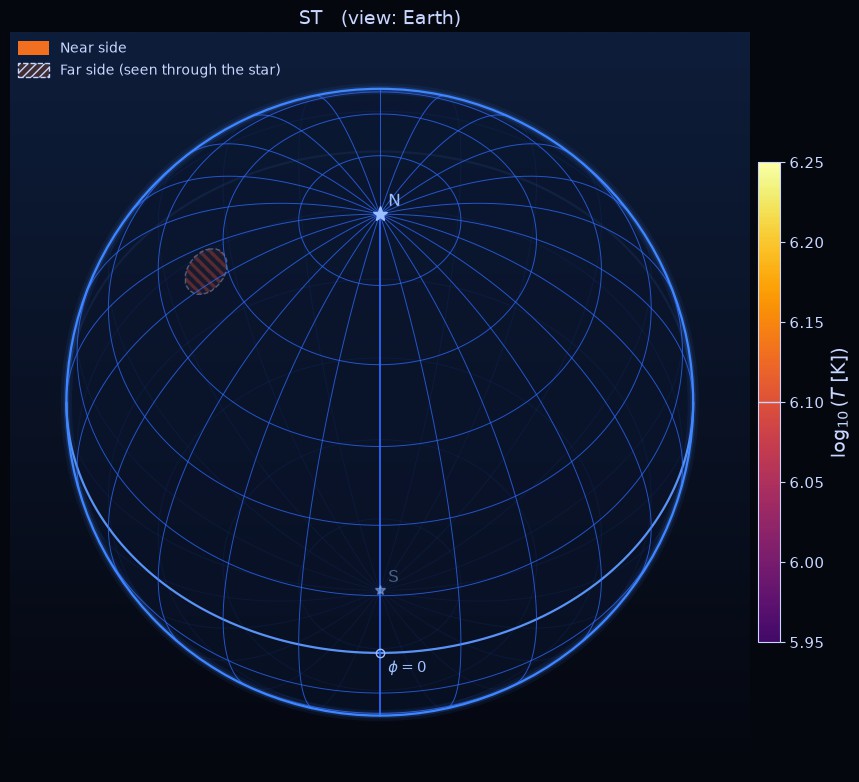 ST (view: Earth)
Near side
Far side (seen through the star)
N
S
ϕ = 0
6.25
6.20
6.15
6.10
6.05
6.00
5.95
log₁₀(T [K])